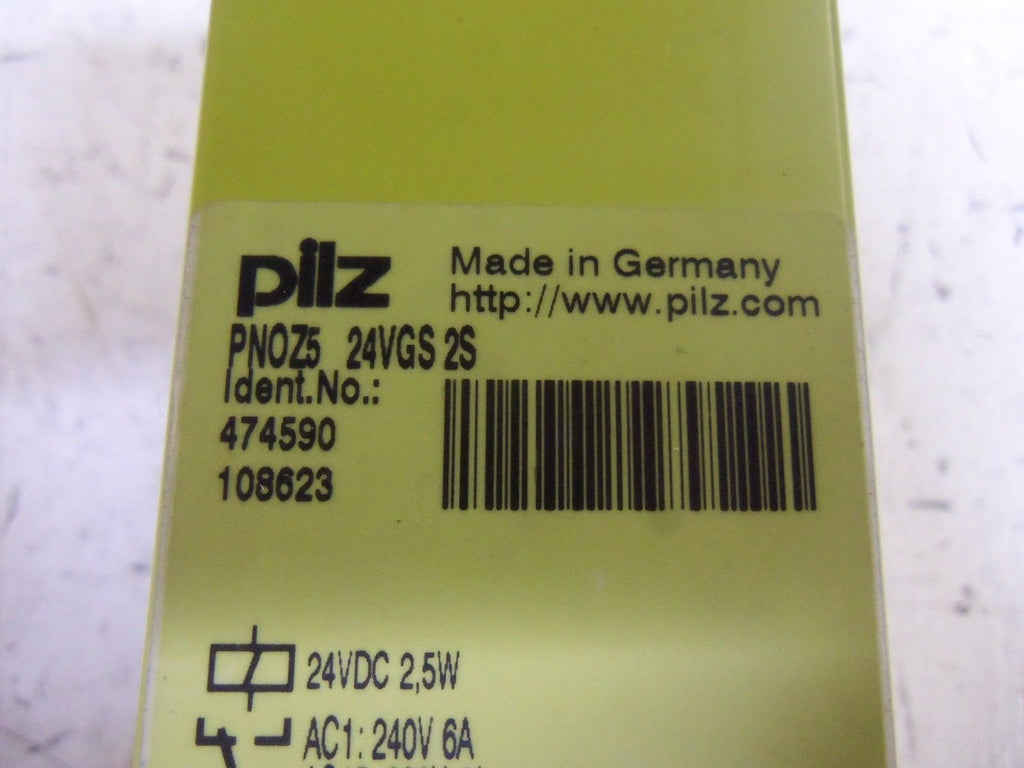 pilz
Made in Germany
http://www.pilz.com
PNOZ5 24VGS 2S
Ident.No.:
474590
108623
24VDC 2,5W
AC1: 240V 6A